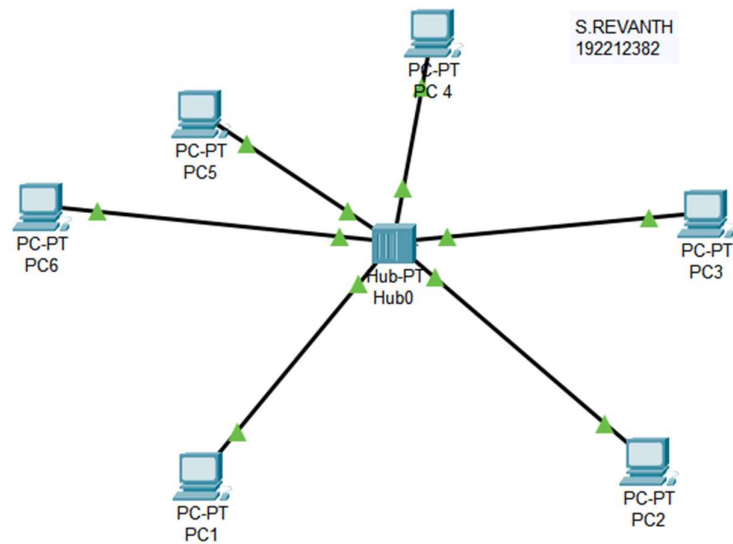 S.REVANTH
192212382
PC-PT
PC 4
PC-PT
PC5
PC-PT
PC6
PC-PT
PC3
Hub-PT
Hub0
PC-PT
PC1
PC-PT
PC2